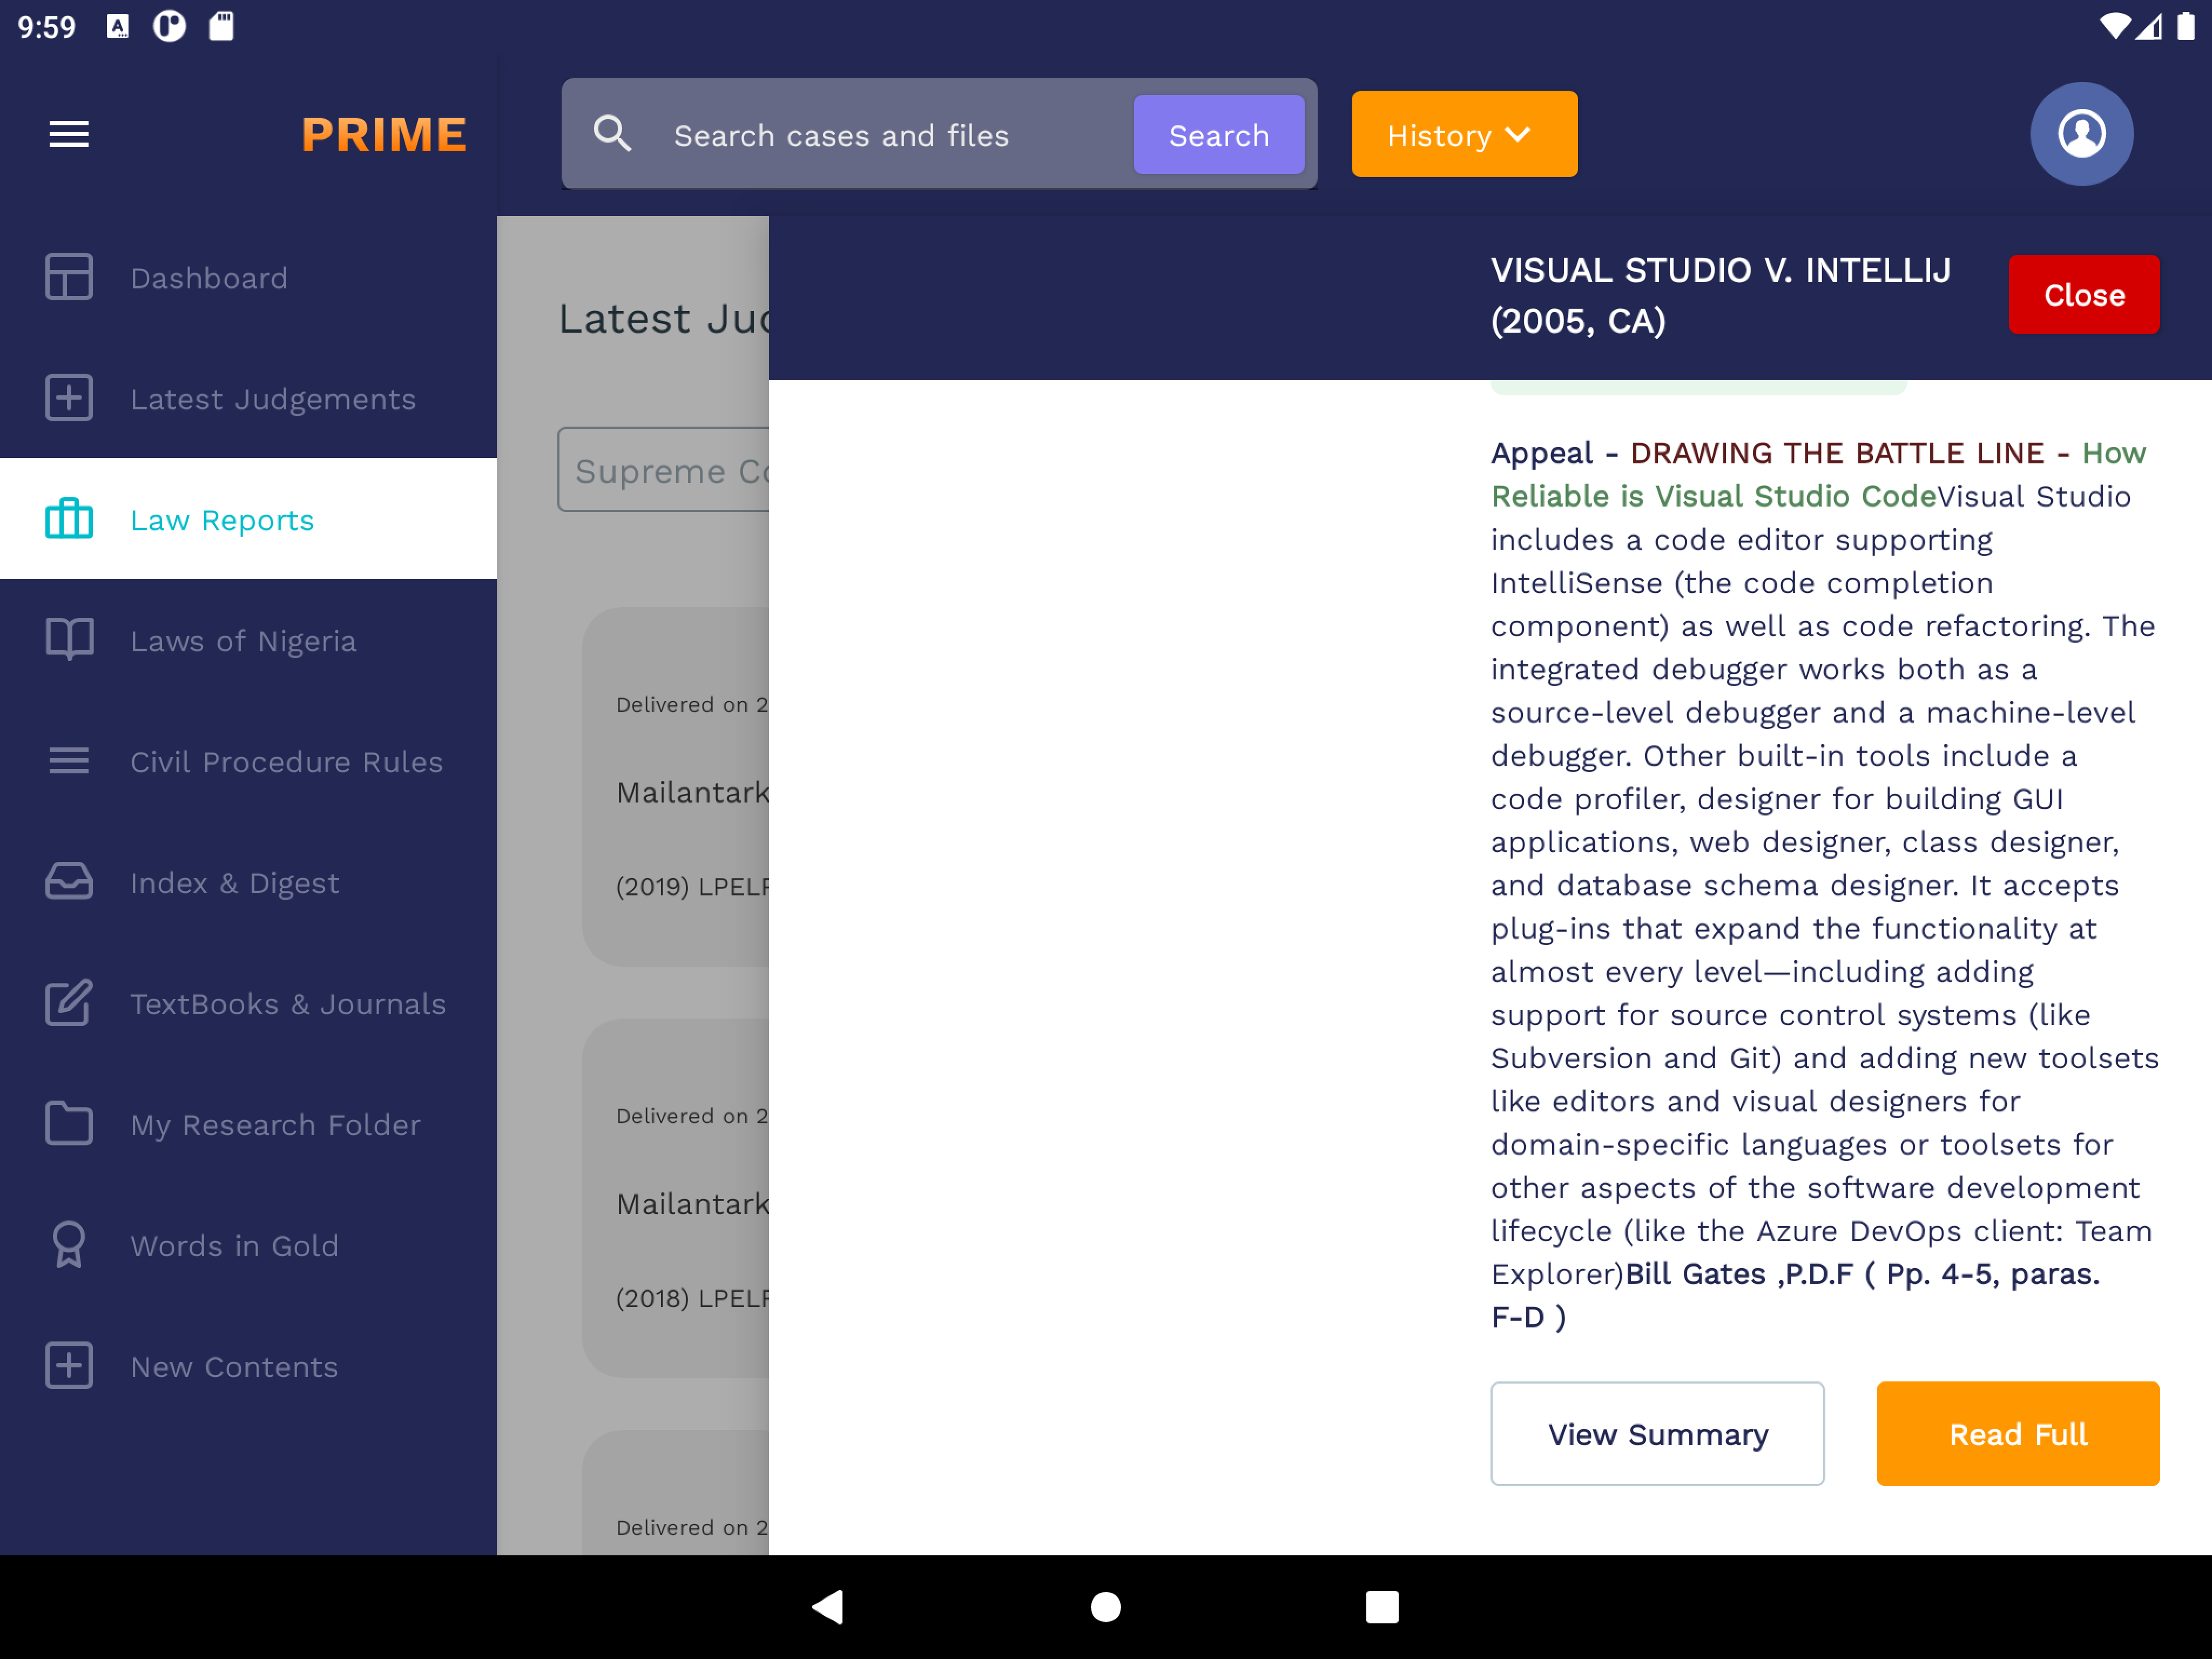 9:59
PRIME
Search cases and files
Search
History
Dashboard
Latest Judgements
Law Reports
Laws of Nigeria
Civil Procedure Rules
Index & Digest
TextBooks & Journals
My Research Folder
Words in Gold
New Contents
Latest Jud
Supreme Co
Delivered on 2
Mailantark
(2019) LPELR
Delivered on 2
Mailantark
(2018) LPELR
Delivered on 2
VISUAL STUDIO V. INTELLIJ
(2005, CA)
Close
Appeal - DRAWING THE BATTLE LINE - How
Reliable is Visual Studio CodeVisual Studio
includes a code editor supporting
IntelliSense (the code completion
component) as well as code refactoring. The
integrated debugger works both as a
source-level debugger and a machine-level
debugger. Other built-in tools include a
code profiler, designer for building GUI
applications, web designer, class designer,
and database schema designer. It accepts
plug-ins that expand the functionality at
almost every level—including adding
support for source control systems (like
Subversion and Git) and adding new toolsets
like editors and visual designers for
domain-specific languages or toolsets for
other aspects of the software development
lifecycle (like the Azure DevOps client: Team
Explorer)Bill Gates ,P.D.F ( Pp. 4-5, paras.
F-D )
View Summary
Read Full